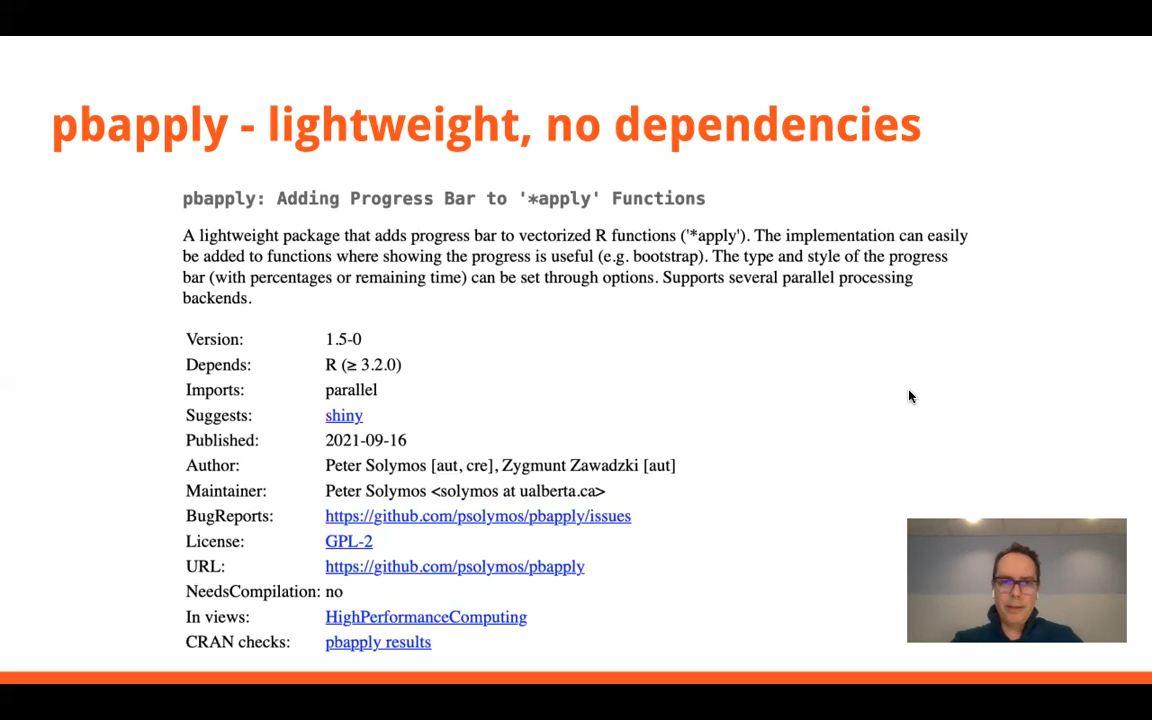 pbapply - lightweight, no dependencies
pbapply: Adding Progress Bar to '*apply' Functions
A lightweight package that adds progress bar to vectorized R functions ('*apply'). The implementation can easily
be added to functions where showing the progress is useful (e.g. bootstrap). The type and style of the progress
bar (with percentages or remaining time) can be set through options. Supports several parallel processing
backends.
Version: 1.5-0
Depends: R (≥ 3.2.0)
Imports: parallel
Suggests: shiny
Published: 2021-09-16
Author: Peter Solymos [aut, cre], Zygmunt Zawadzki [aut]
Maintainer: Peter Solymos <solymos at ualberta.ca>
BugReports: https://github.com/psolymos/pbapply/issues
License: GPL-2
URL: https://github.com/psolymos/pbapply
NeedsCompilation: no
In views: HighPerformanceComputing
CRAN checks: pbapply results